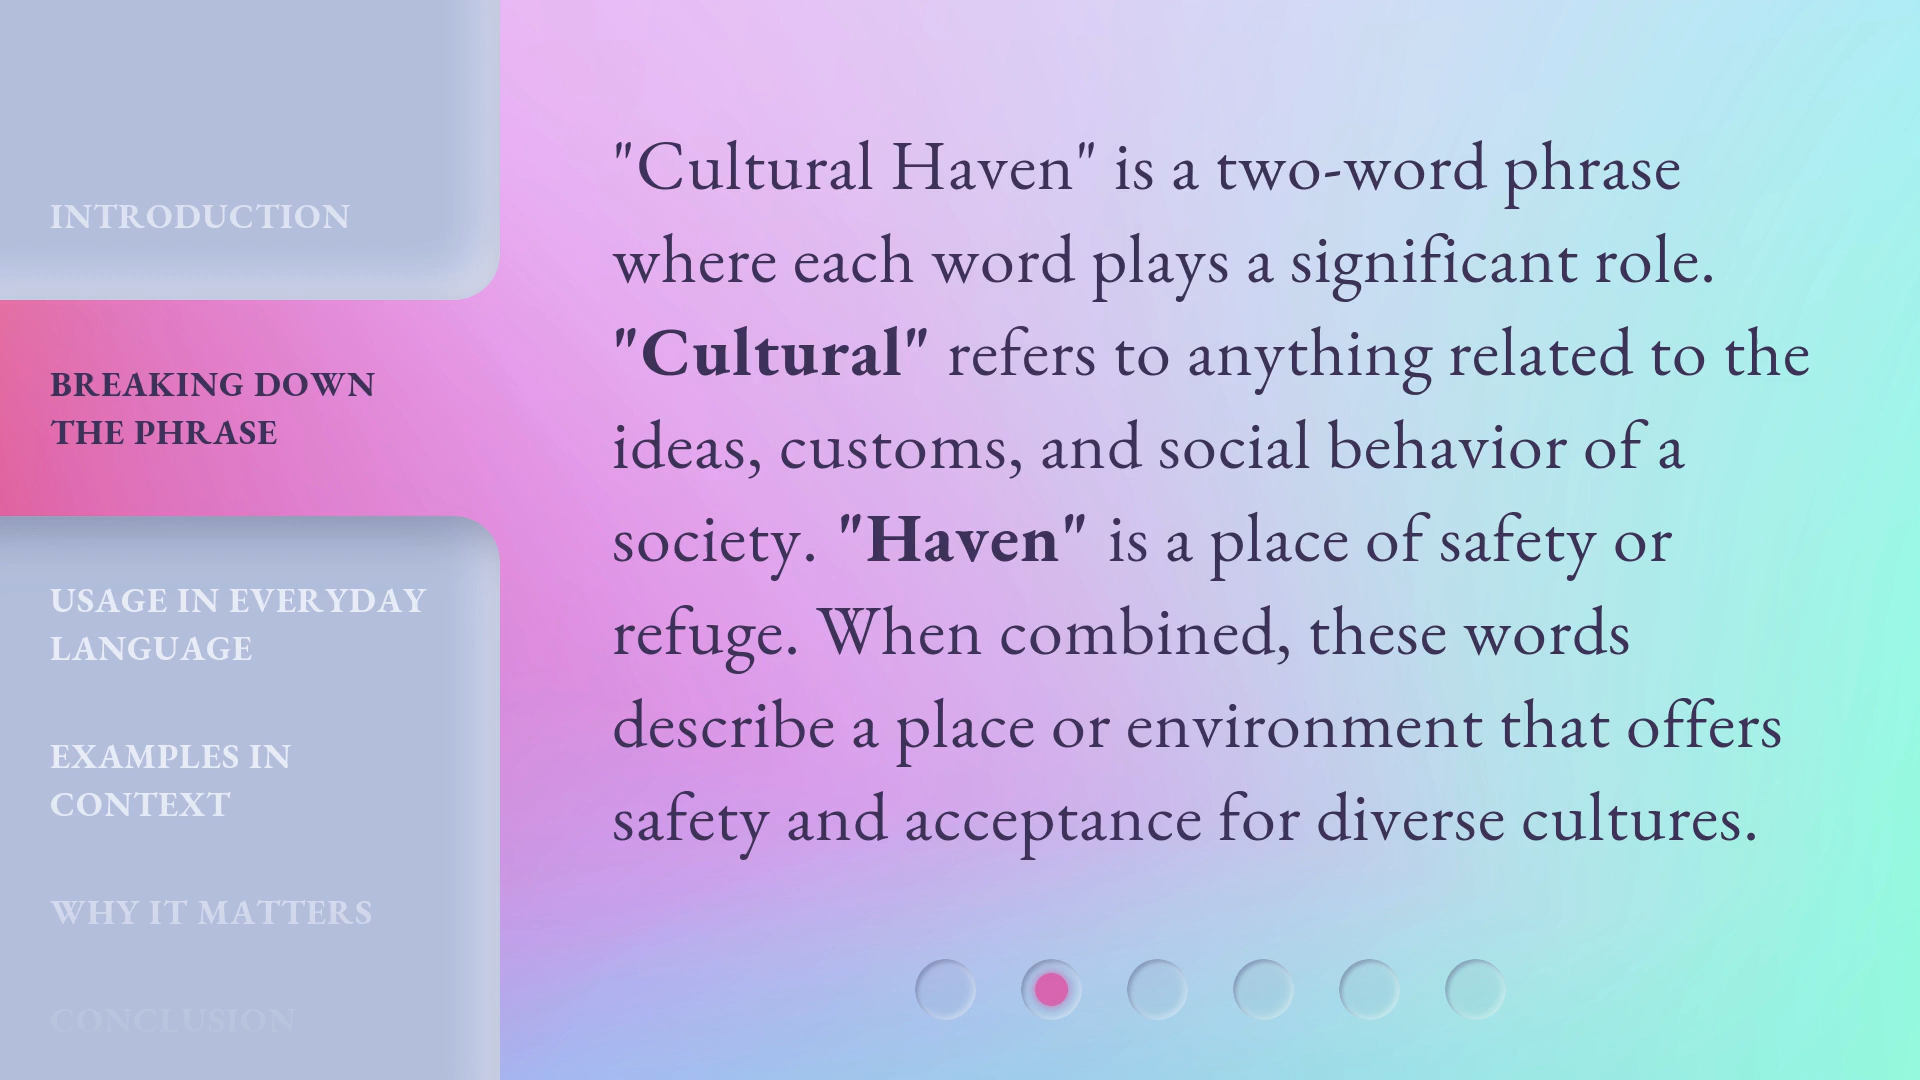 INTRODUCTION
BREAKING DOWN
THE PHRASE
USAGE IN EVERYDAY
LANGUAGE
EXAMPLES IN
CONTEXT
WHY IT MATTERS
CONCLUSION
"Cultural Haven" is a two-word phrase
where each word plays a significant role.
"Cultural" refers to anything related to the
ideas, customs, and social behavior of a
society. "Haven" is a place of safety or
refuge. When combined, these words
describe a place or environment that offers
safety and acceptance for diverse cultures.